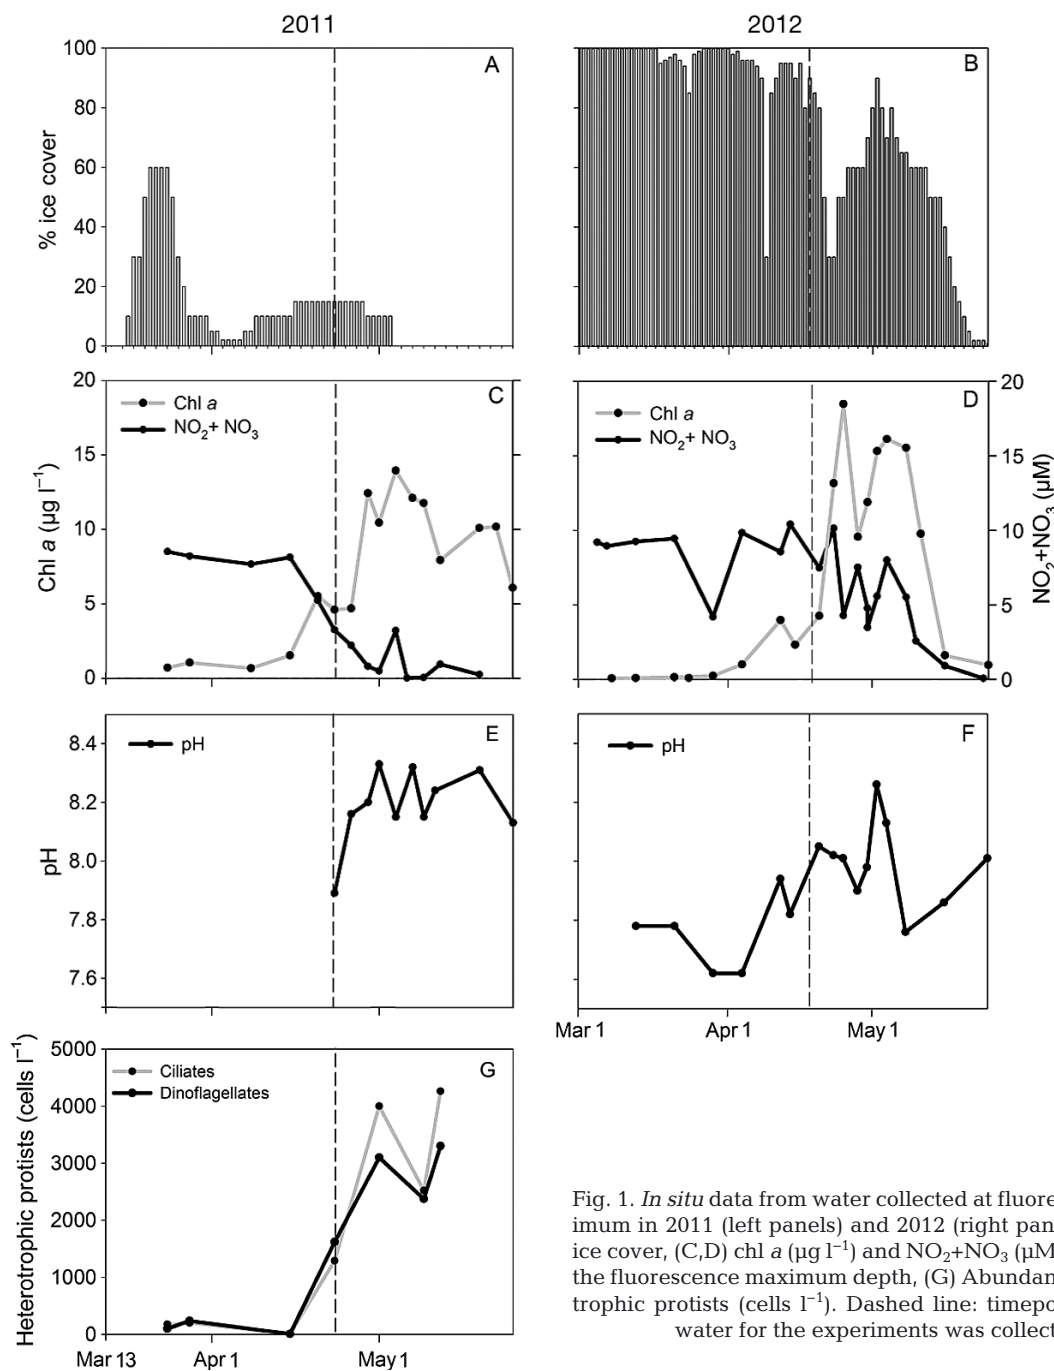 2011
2012
100
80
60
40
20
0
% ice cover
A
B
20
15
10
5
0
Chl a (µg l⁻¹)
Chl a
NO₂+ NO₃
C
Chl a
NO₂+ NO₃
D
20
15
10
5
0
NO₂+NO₃ (µM)
8.4
8.2
8.0
7.8
7.6
pH
pH
E
pH
F
Mar 1
April 1
May 1
5000
4000
3000
2000
1000
0
Heterotrophic protists (cells l⁻¹)
Ciliates
Dinoflagellates
G
Mar 13
April 1
May 1
Fig. 1. In situ data from water collected at fluore
imum in 2011 (left panels) and 2012 (right pan
ice cover, (C,D) chl a (µg l⁻¹) and NO₂+NO₃ (µM
the fluorescence maximum depth, (G) Abundan
trophic protists (cells l⁻¹). Dashed line: timepo
water for the experiments was collect